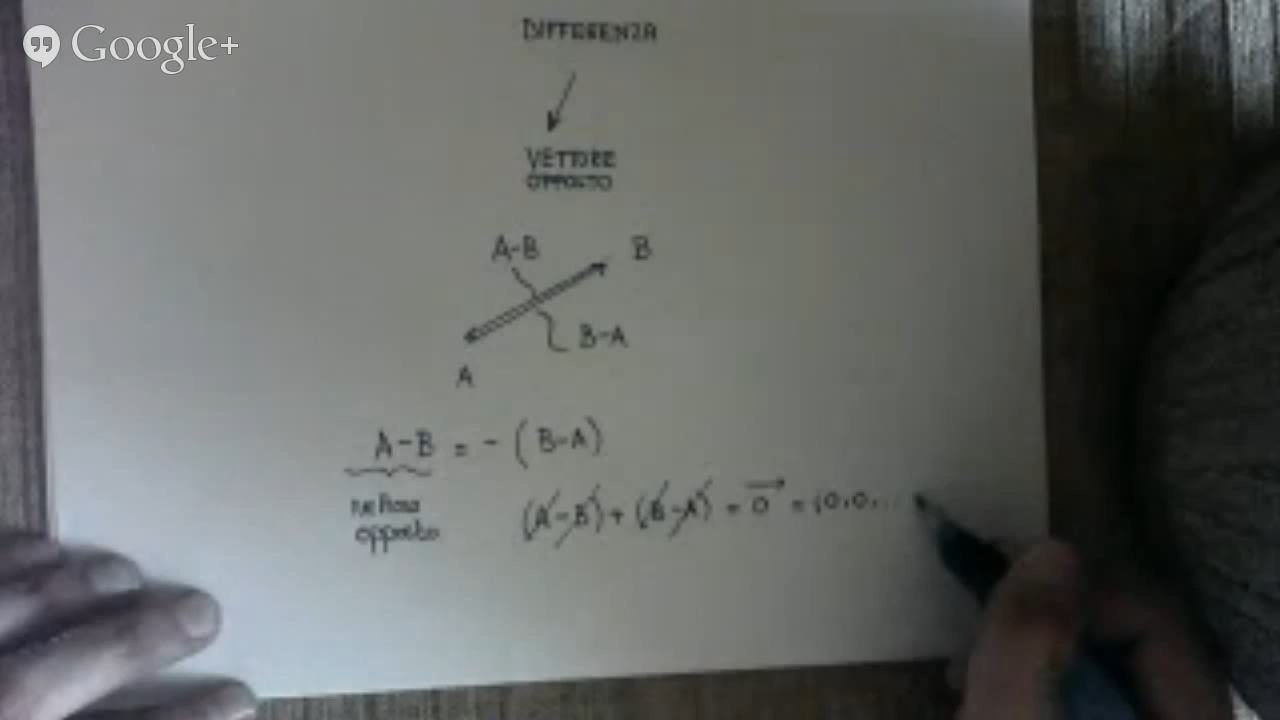 Google+
DIFFERENZA
VETTORE
OPPOSTO
A-B
B
B-A
A
A-B = - (B-A)
vettore
opposto
(A-B) + (B-A) = 0 = (0,0,...